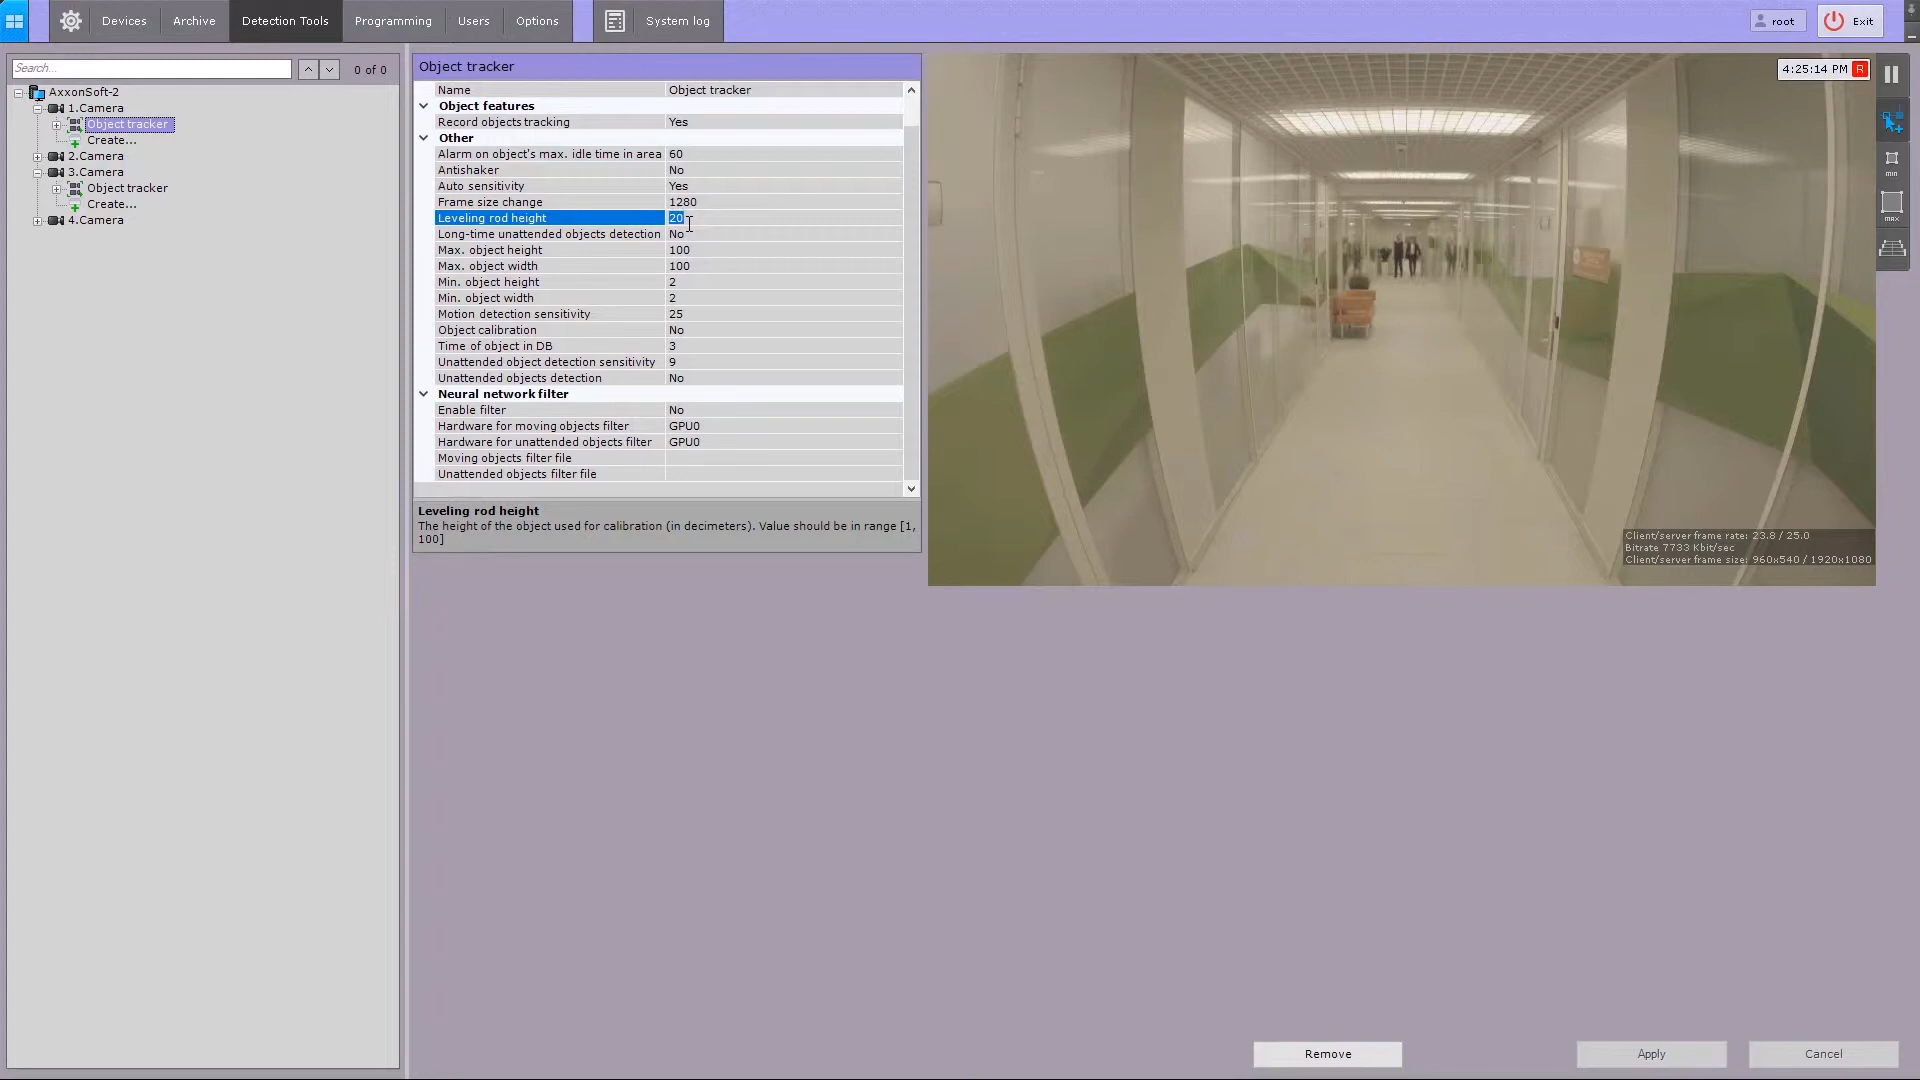 Devices Archive Detection Tools Programming Users Options System log root Exit
Search... 0 of 0
AxxonSoft-2
1.Camera
Object tracker
Create...
2.Camera
3.Camera
Object tracker
Create...
4.Camera
Object tracker
Name Object tracker
Object features
Record objects tracking Yes
Other
Alarm on object's max. idle time in area 60
Antishaker No
Auto sensitivity Yes
Frame size change 1280
Leveling rod height 20
Long-time unattended objects detection No
Max. object height 100
Max. object width 100
Min. object height 2
Min. object width 2
Motion detection sensitivity 25
Object calibration No
Time of object in DB 3
Unattended object detection sensitivity 9
Unattended objects detection No
Neural network filter
Enable filter No
Hardware for moving objects filter GPU0
Hardware for unattended objects filter GPU0
Moving objects filter file
Unattended objects filter file
Leveling rod height
The height of the object used for calibration (in decimeters). Value should be in range [1,
100]
4:25:14 PM R
min
max
Client/server frame rate: 23.8 / 25.0
Bitrate 7733 Kbit/sec
Client/server frame size: 960x540 / 1920x1080
Remove Apply Cancel